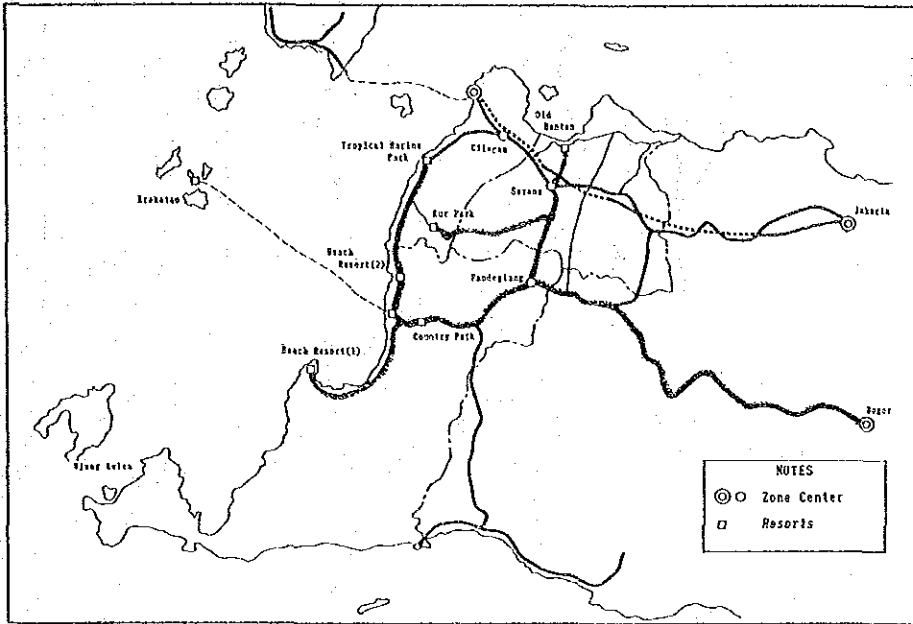 Old
Banten
Cilegon
Tropical Marine
Park
Serang
Krakatau
Jakarta
Kur Park
Beach
Resort(2)
Pandeglang
Country Park
Beach Resort(1)
Bogor
Ujung Kulon
NOTES
Zone Center
Resorts